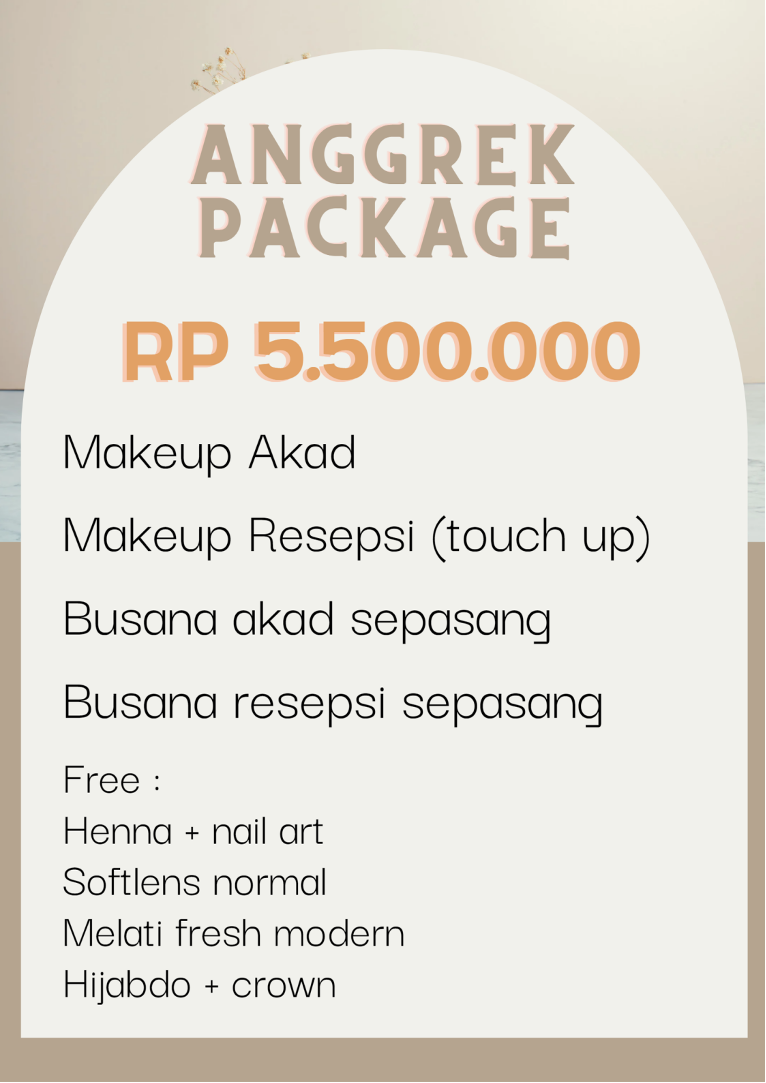 ANGGREK
PACKAGE
RP 5.500.000
Makeup Akad
Makeup Resepsi (touch up)
Busana akad sepasang
Busana resepsi sepasang
Free :
Henna + nail art
Softlens normal
Melati fresh modern
Hijabdo + crown